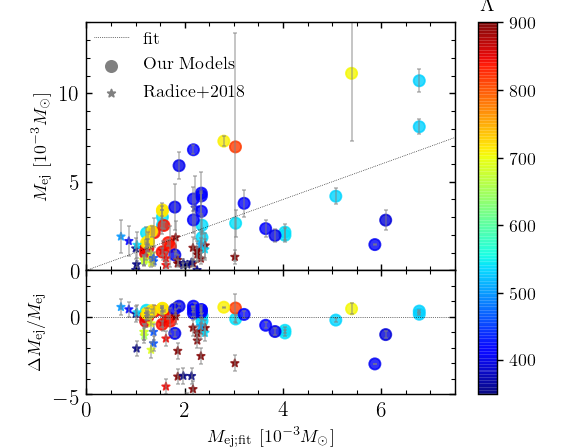 Λ
fit
Our Models
Radice+2018
M_ej [10^{-3} M_⊙]
10
5
0
ΔM_ej/M_ej
0
−5
0 2 4 6
M_ej;fit [10^{-3} M_⊙]
900
800
700
600
500
400